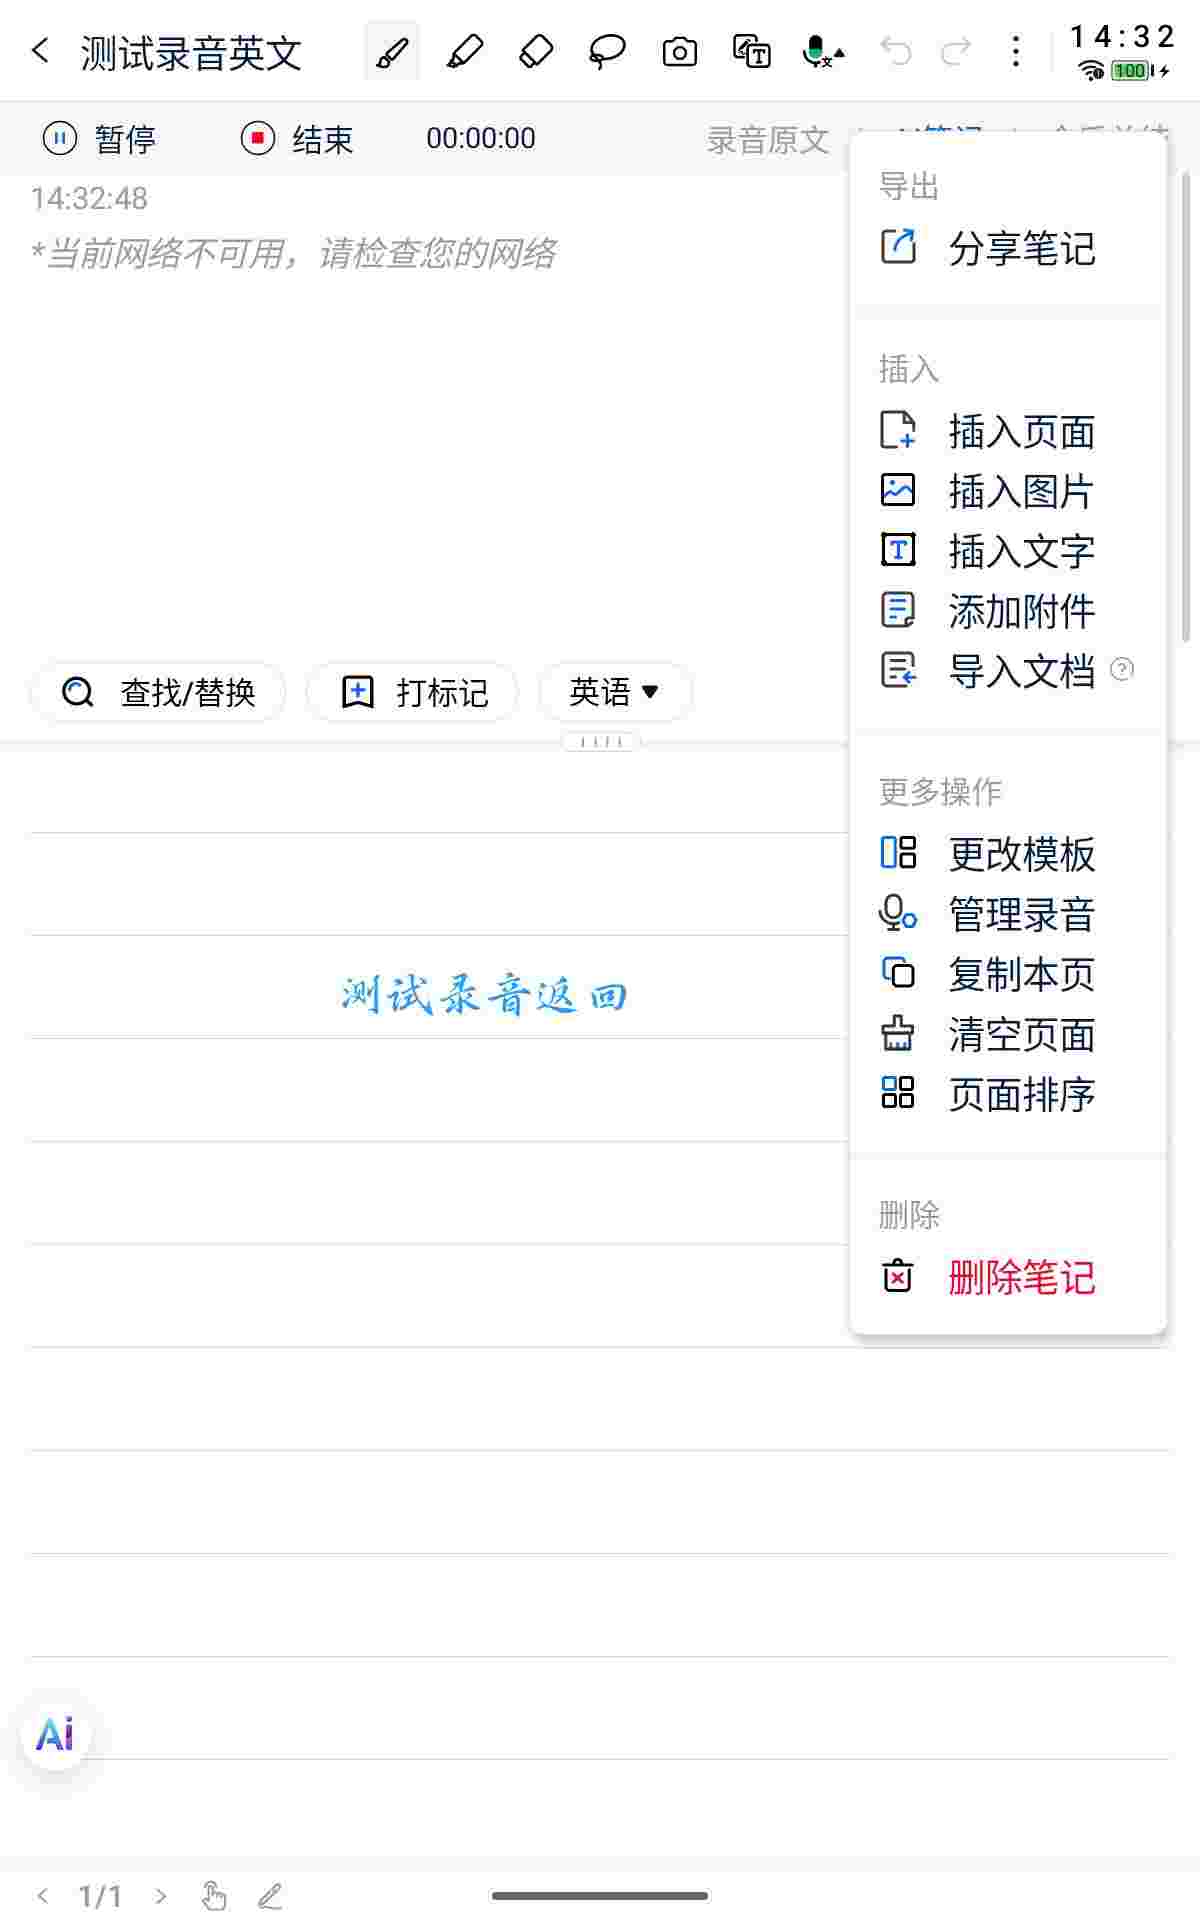 测试录音英文
14:32
100
暂停
结束
00:00:00
录音原文
14:32:48
*当前网络不可用，请检查您的网络
导出
分享笔记
插入
插入页面
插入图片
插入文字
添加附件
导入文档
查找/替换
打标记
英语
更多操作
更改模板
管理录音
复制本页
清空页面
页面排序
测试录音返回
删除
删除笔记
Ai
1/1